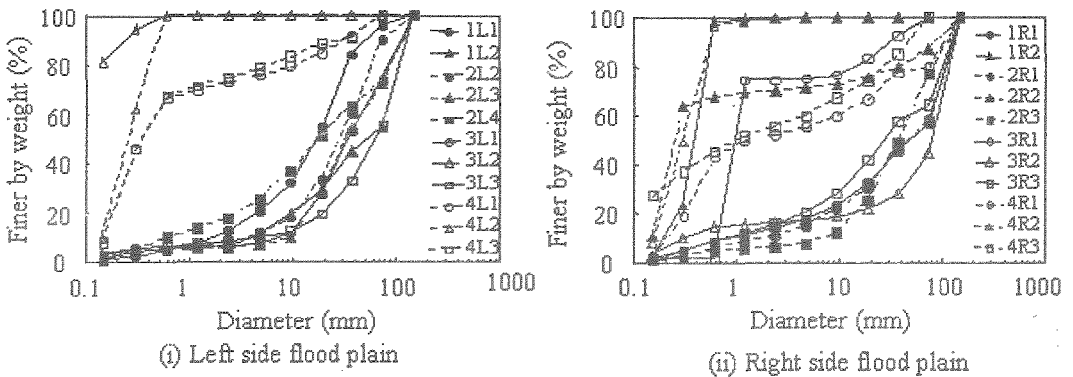 Finer by weight (%)
100
80
60
40
20
0
0.1
1
10
100
1000
Diameter (mm)
1L1
1L2
2L2
2L3
2L4
3L1
3L2
3L3
4L1
4L2
4L3
(i) Left side flood plain
Finer by weight (%)
100
80
60
40
20
0
0.1
1
10
100
1000
Diameter (mm)
1R1
1R2
2R1
2R2
2R3
3R1
3R2
3R3
4R1
4R2
4R3
(ii) Right side flood plain